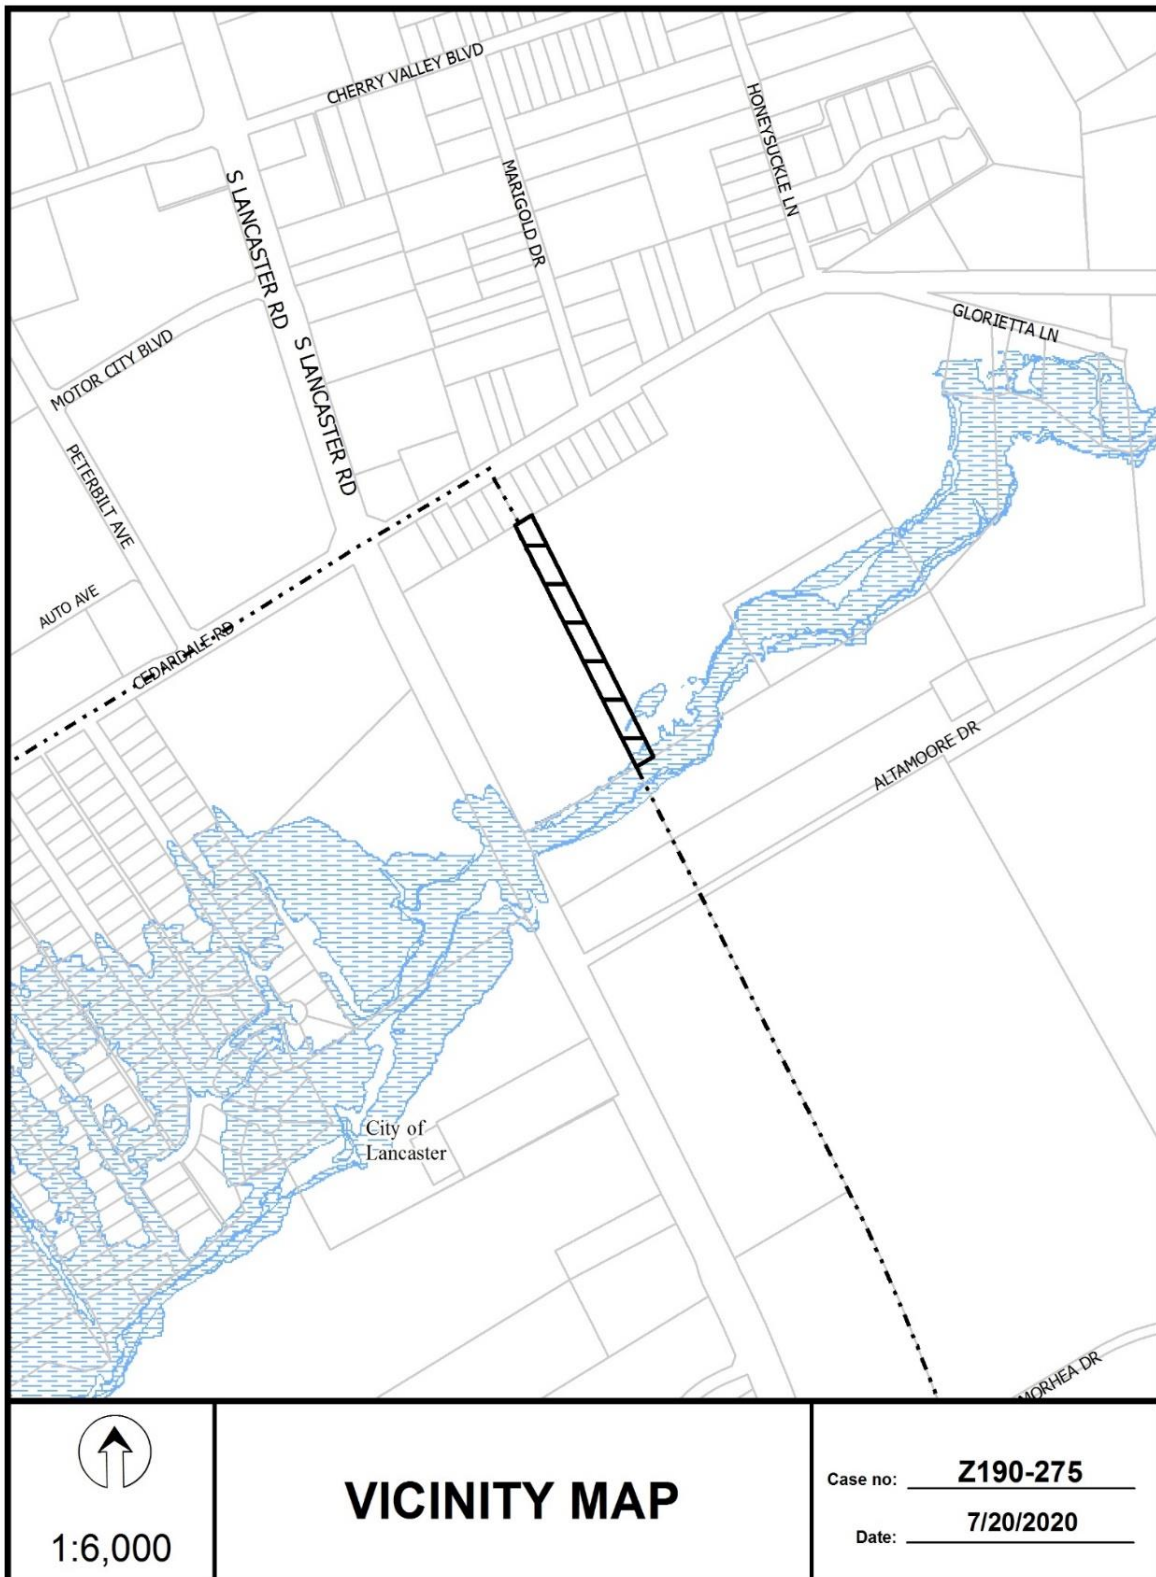 CHERRY VALLEY BLVD
HONEYSUCKLE LN
MARIGOLD DR
S LANCASTER RD
S LANCASTER RD
GLORIETTA LN
MOTOR CITY BLVD
PETERBILT AVE
AUTO AVE
CEDARDALE RD
ALTAMOORE DR
City of
Lancaster
MORHEA DR
1:6,000
VICINITY MAP
Case no: Z190-275
Date: 7/20/2020